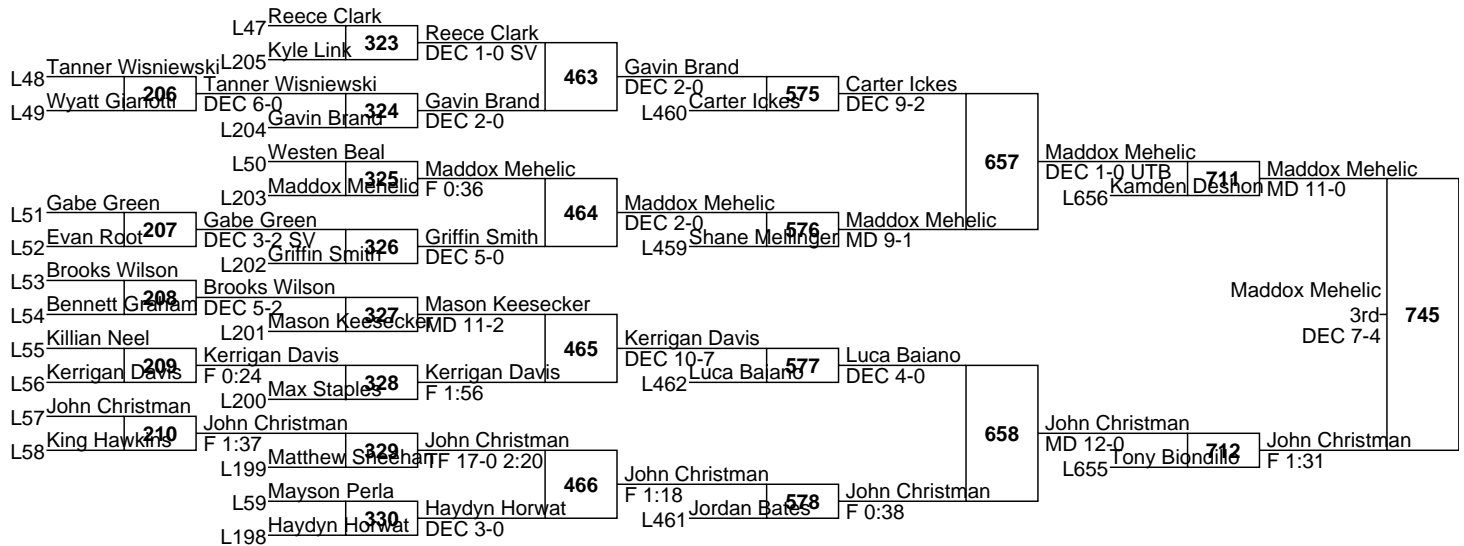 L47 Reece Clark
L205 Kyle Link
323
Reece Clark
DEC 1-0 SV
L48 Tanner Wisniewski
L49 Wyatt Gianotti
206
Tanner Wisniewski
DEC 6-0
L204 Gavin Brand
324
Gavin Brand
DEC 2-0
463
Gavin Brand
DEC 2-0
L460 Carter Ickes
575
Carter Ickes
DEC 9-2
L50 Westen Beal
L203 Maddox Mehelic
325
Maddox Mehelic
F 0:36
L51 Gabe Green
L52 Evan Root
207
Gabe Green
DEC 3-2 SV
L202 Griffin Smith
326
Griffin Smith
DEC 5-0
464
Maddox Mehelic
DEC 2-0
L459 Shane Mellinger
576
Maddox Mehelic
MD 9-1
657
Maddox Mehelic
DEC 1-0 UTB
L656 Kamden Deshon
711
Maddox Mehelic
MD 11-0
L53 Brooks Wilson
L54 Bennett Graham
208
Brooks Wilson
DEC 5-2
L201 Mason Keesecker
327
Mason Keesecker
MD 11-2
L55 Killian Neel
L56 Kerrigan Davis
209
Kerrigan Davis
F 0:24
L200 Max Staples
328
Kerrigan Davis
F 1:56
465
Kerrigan Davis
DEC 10-7
L462 Luca Baiano
577
Luca Baiano
DEC 4-0
L57 John Christman
L58 King Hawkins
210
John Christman
F 1:37
L199 Matthew Sheehan
329
John Christman
TF 17-0 2:20
L59 Mayson Perla
L198 Haydyn Horwat
330
Haydyn Horwat
DEC 3-0
466
John Christman
F 1:18
L461 Jordan Bates
578
John Christman
F 0:38
658
John Christman
MD 12-0
L655 Tony Biondillo
712
John Christman
F 1:31
745
Maddox Mehelic
3rd
DEC 7-4